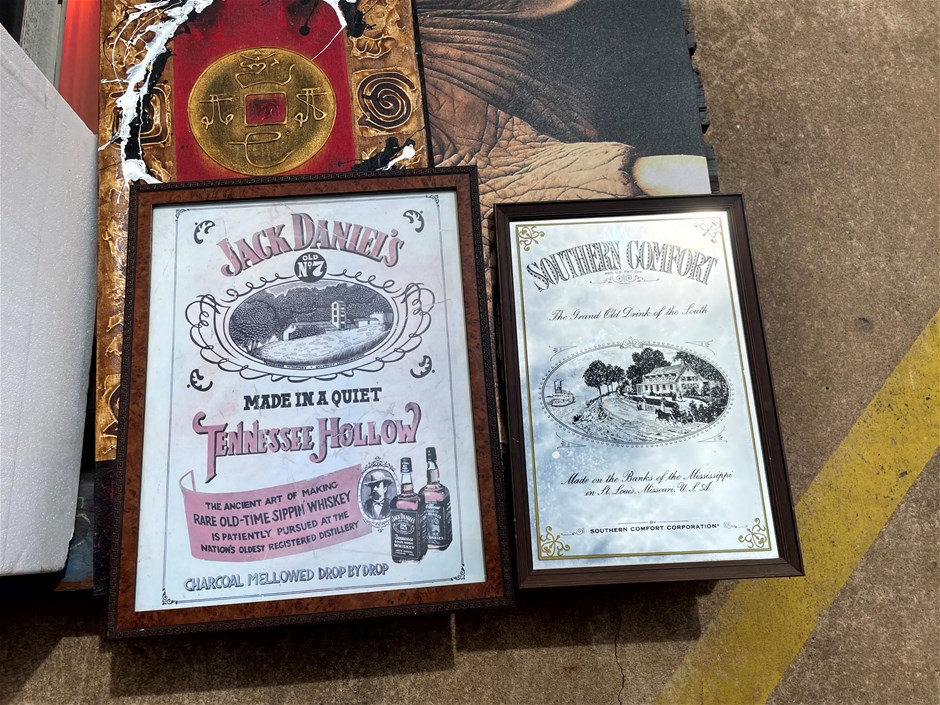 JACK DANIEL'S
OLD
No. 7
MADE IN A QUIET
TENNESSEE HOLLOW
THE ANCIENT ART OF MAKING
RARE OLD-TIME SIPPIN' WHISKEY
IS PATIENTLY PURSUED AT THE
NATION'S OLDEST REGISTERED DISTILLERY
CHARCOAL MELLOWED DROP BY DROP
SOUTHERN COMFORT
REG. U.S. PAT. OFF.
The Grand Old Drink of the South
Made on the Banks of the Mississippi
in St. Louis, Missouri, U.S.A.
BY
SOUTHERN COMFORT CORPORATION